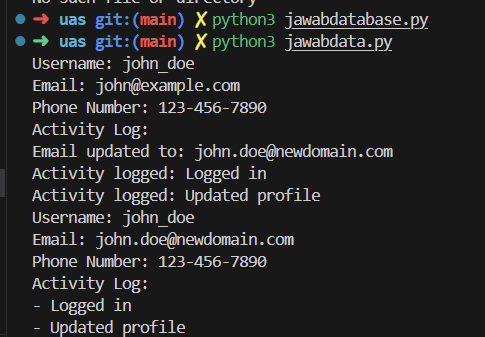 No such file or directory
➜ uas git:(main) ✗ python3 jawabdatabase.py
➜ uas git:(main) ✗ python3 jawabdata.py
Username: john_doe
Email: john@example.com
Phone Number: 123-456-7890
Activity Log:
Email updated to: john.doe@newdomain.com
Activity logged: Logged in
Activity logged: Updated profile
Username: john_doe
Email: john.doe@newdomain.com
Phone Number: 123-456-7890
Activity Log:
- Logged in
- Updated profile